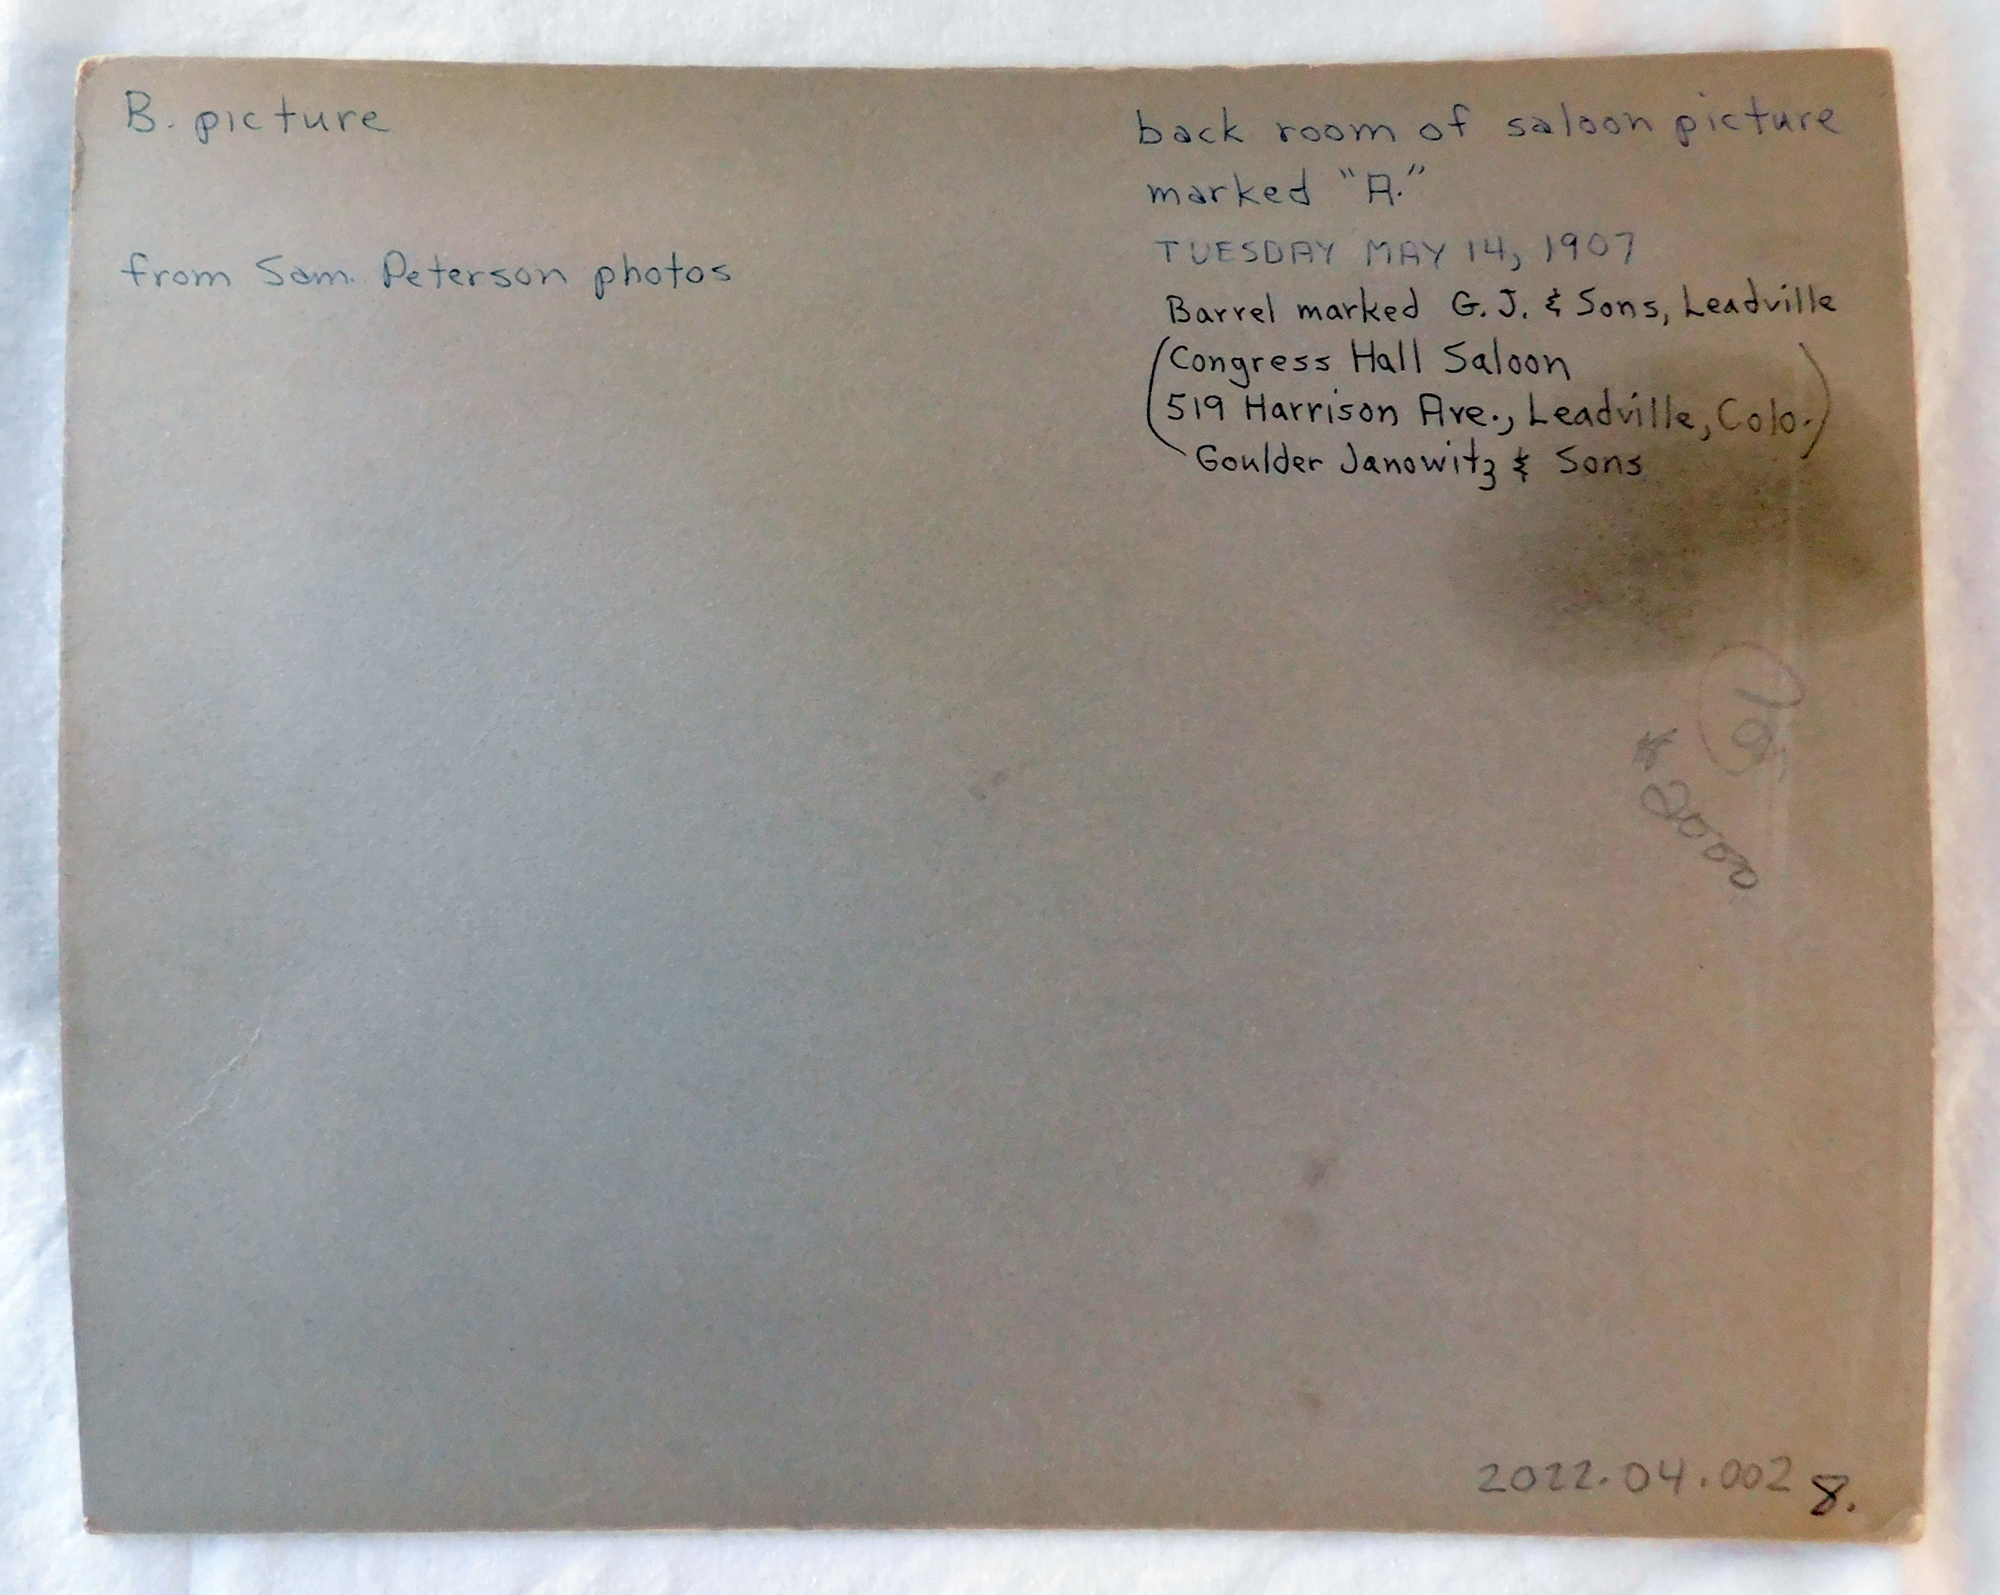 B. picture
from Sam. Peterson photos
back room of saloon picture
marked "A."
TUESDAY MAY 14, 1907
Barrel marked G. J. & Sons, Leadville
(Congress Hall Saloon
519 Harrison Ave., Leadville, Colo.)
Goulder Janowitz & Sons
2022.04.002
8.